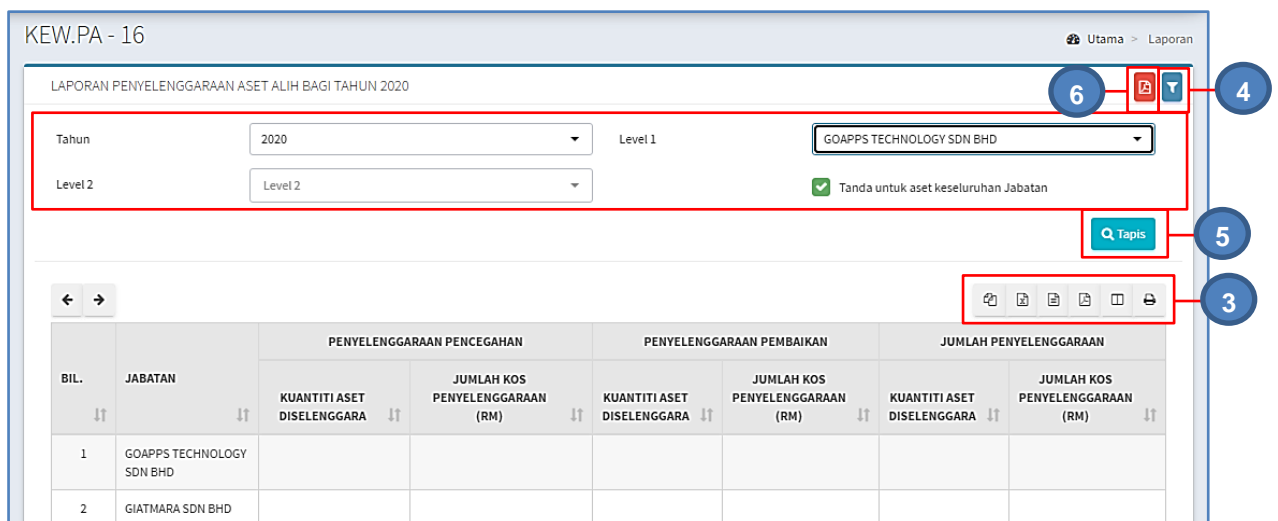 KEW.PA - 16
Utama > Laporan
LAPORAN PENYELENGGARAAN ASET ALIH BAGI TAHUN 2020
6
4
Tahun
2020
Level 1
GOAPPS TECHNOLOGY SDN BHD
Level 2
Level 2
Tanda untuk aset keseluruhan Jabatan
Tapis
5
3
PENYELENGGARAAN PENCEGAHAN
PENYELENGGARAAN PEMBAIKAN
JUMLAH PENYELENGGARAAN
BIL.
JABATAN
KUANTITI ASET
DISELENGGARA
JUMLAH KOS
PENYELENGGARAAN
(RM)
KUANTITI ASET
DISELENGGARA
JUMLAH KOS
PENYELENGGARAAN
(RM)
KUANTITI ASET
DISELENGGARA
JUMLAH KOS
PENYELENGGARAAN
(RM)
1
GOAPPS TECHNOLOGY
SDN BHD
2
GIATMARA SDN BHD